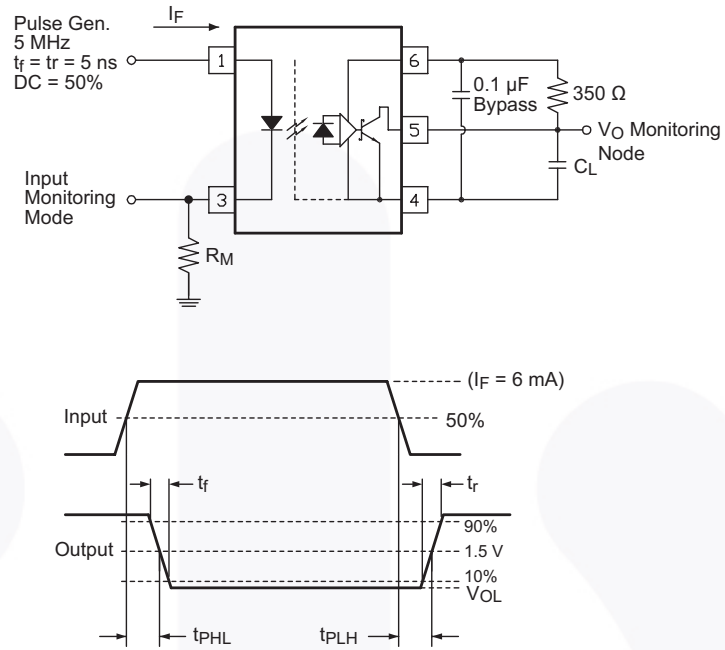 Pulse Gen.
5 MHz
tf = tr = 5 ns
DC = 50%
IF
1
6
0.1 µF
Bypass
350 Ω
5
VO Monitoring
Node
CL
Input
Monitoring
Mode
3
4
RM
(IF = 6 mA)
Input
50%
tf
tr
90%
Output
1.5 V
10%
VOL
tPHL
tPLH